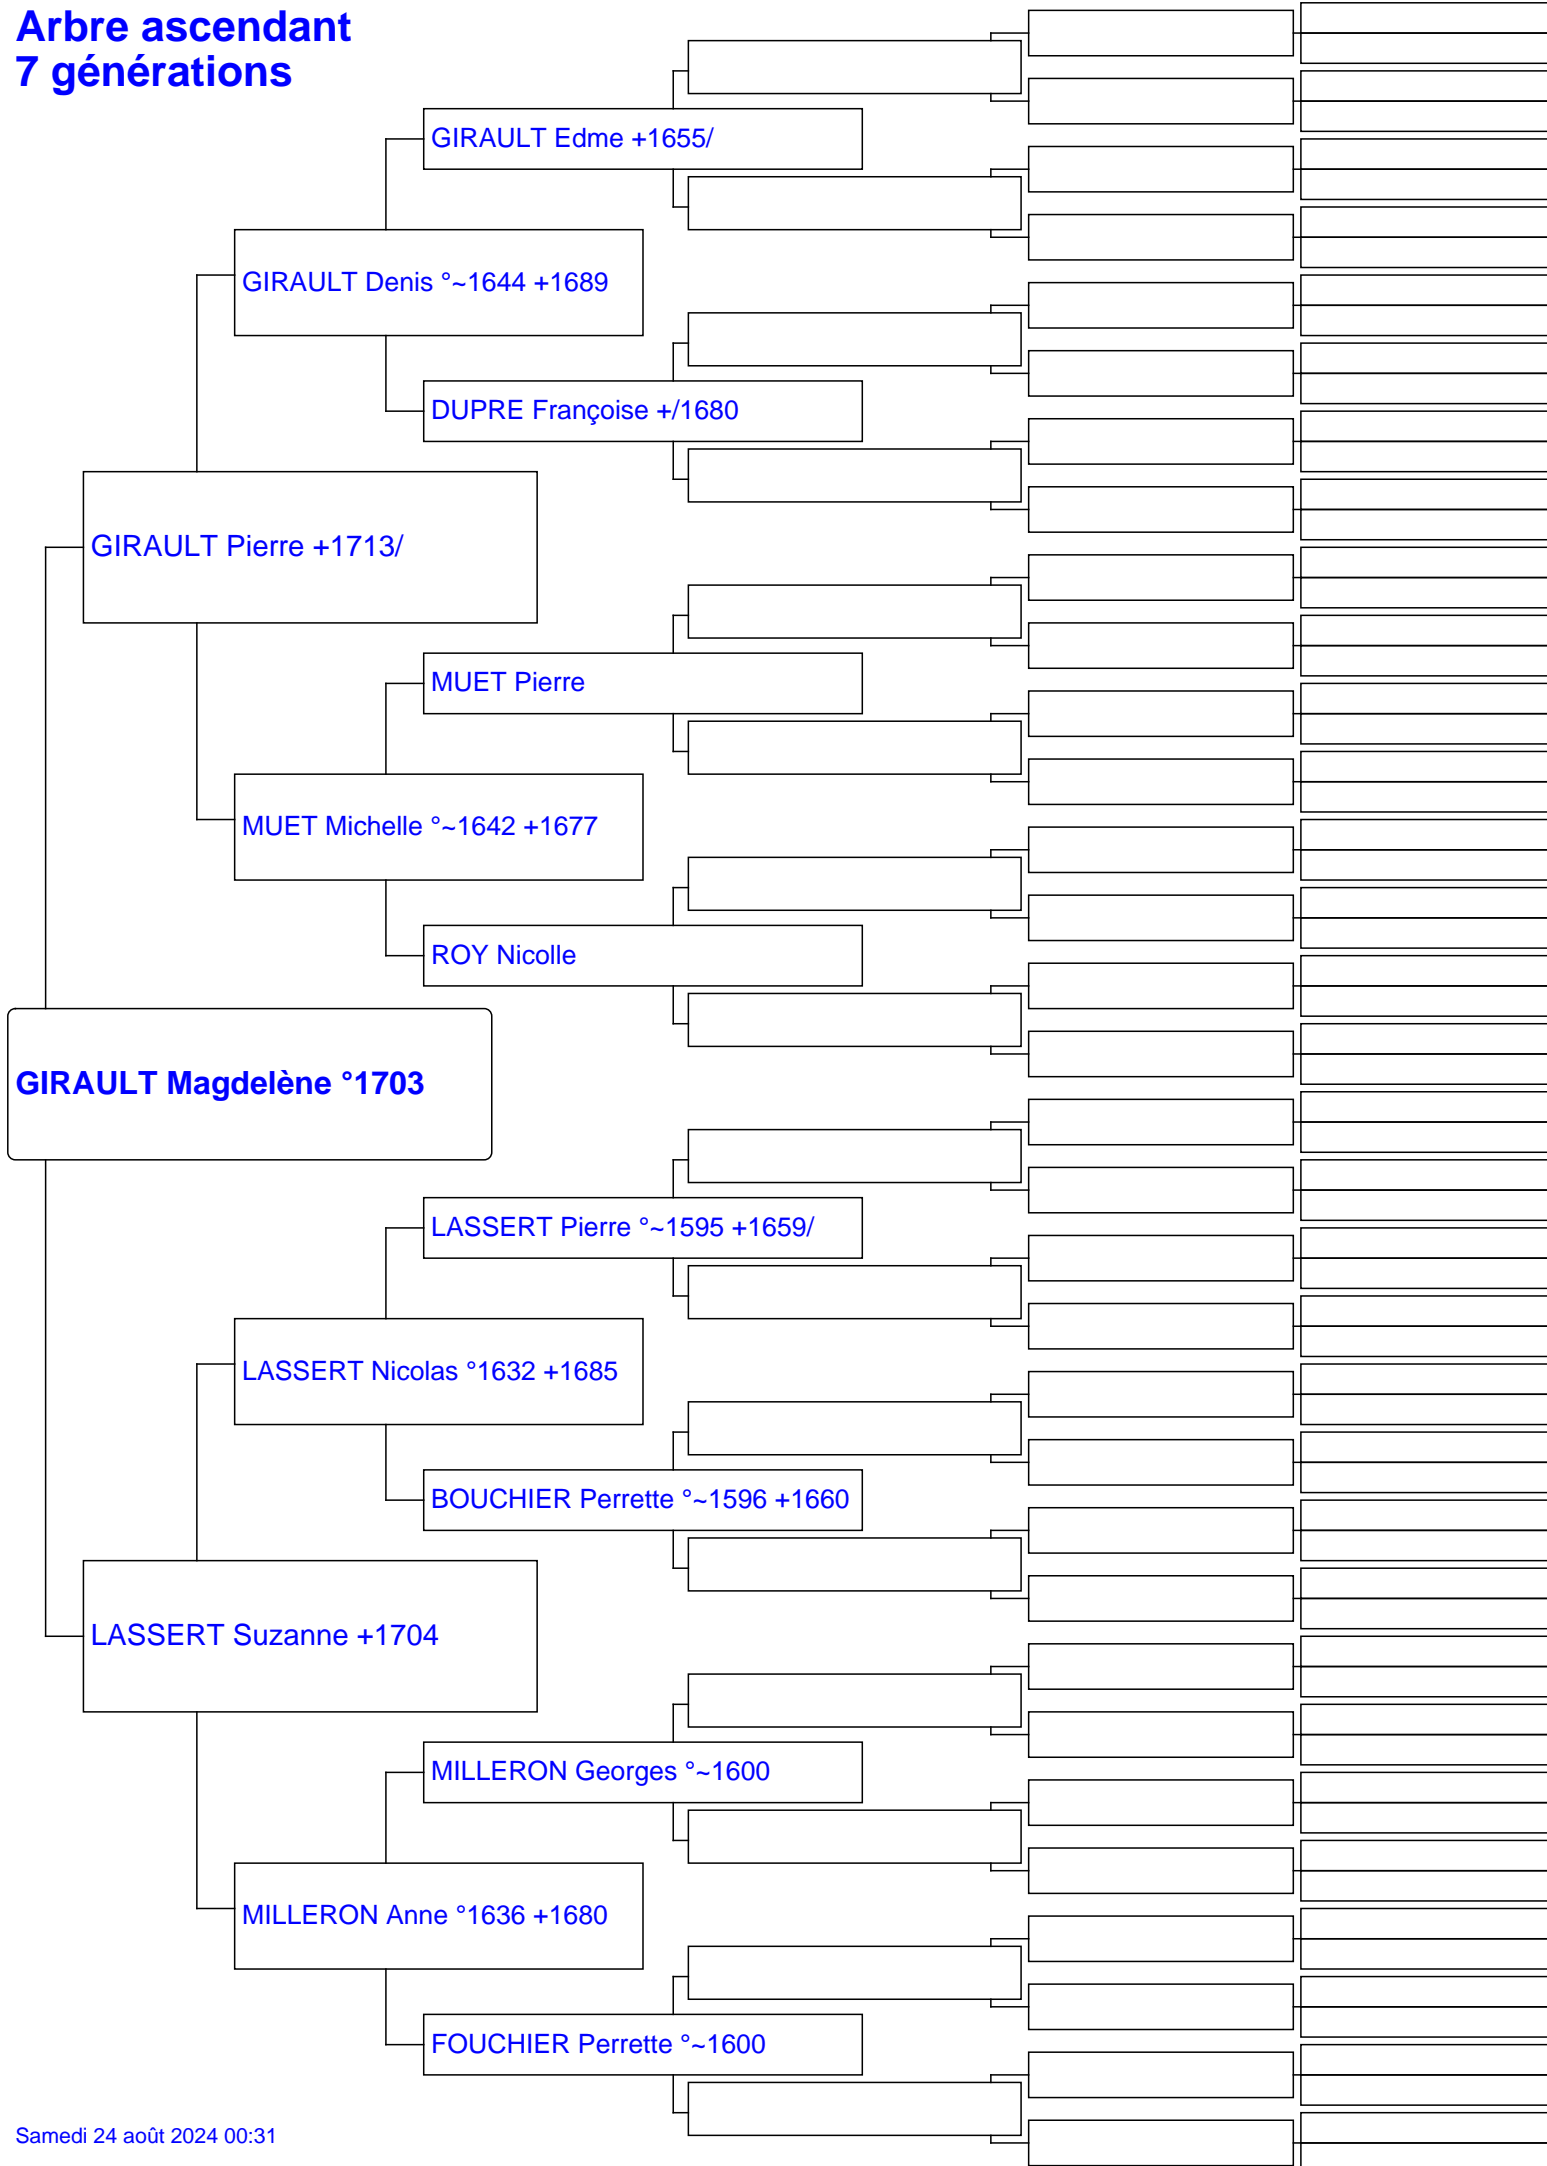 Arbre ascendant
7 générations
GIRAULT Edme +1655/
GIRAULT Denis °~1644 +1689
DUPRE Françoise +/1680
GIRAULT Pierre +1713/
MUET Pierre
MUET Michelle °~1642 +1677
ROY Nicolle
GIRAULT Magdelène °1703
LASSERT Pierre °~1595 +1659/
LASSERT Nicolas °1632 +1685
BOUCHIER Perrette °~1596 +1660
LASSERT Suzanne +1704
MILLERON Georges °~1600
MILLERON Anne °1636 +1680
FOUCHIER Perrette °~1600
Samedi 24 août 2024 00:31